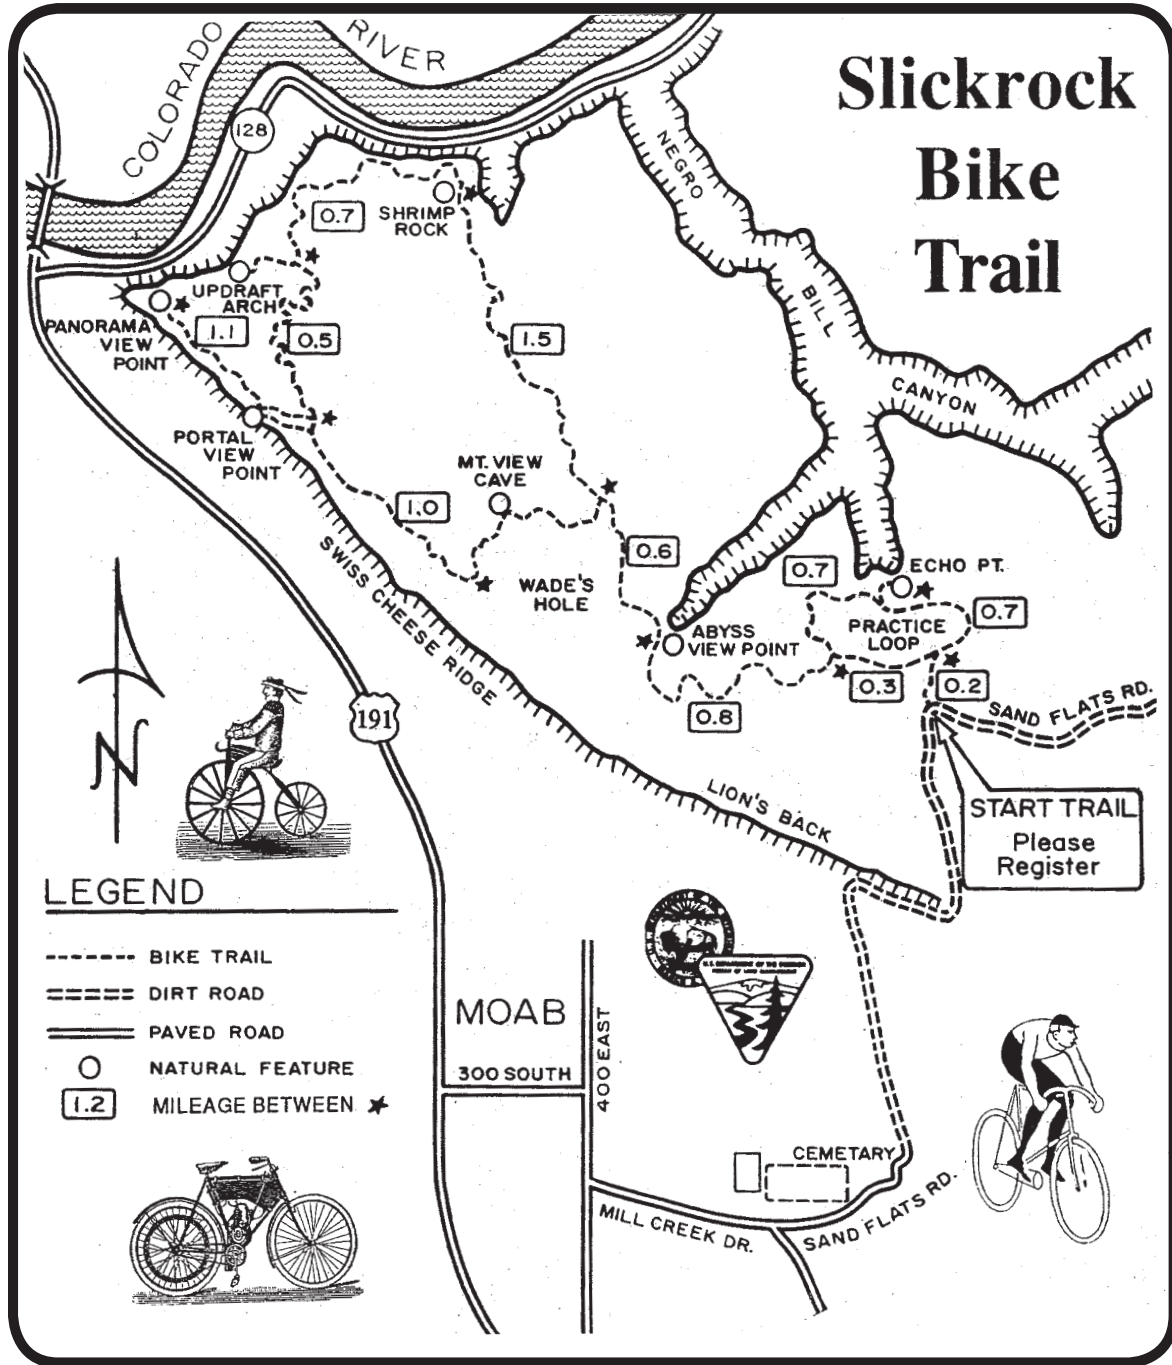 Slickrock
Bike
Trail
COLORADO
RIVER
128
NEGRO
BILL
CANYON
0.7
SHRIMP
ROCK
UPDRAFT
ARCH
PANORAMA
VIEW
POINT
1.1
0.5
1.5
PORTAL
VIEW
POINT
MT. VIEW
CAVE
1.0
0.6
WADE'S
HOLE
SWISS CHEESE RIDGE
0.7
ECHO PT.
0.7
PRACTICE
LOOP
ABYSS
VIEW POINT
0.3
0.2
0.8
SAND FLATS RD.
N
191
LION'S BACK
START TRAIL
Please
Register
LEGEND
BIKE TRAIL
DIRT ROAD
PAVED ROAD
NATURAL FEATURE
1.2
MILEAGE BETWEEN
MOAB
300 SOUTH
400 EAST
CEMETARY
MILL CREEK DR.
SAND FLATS RD.